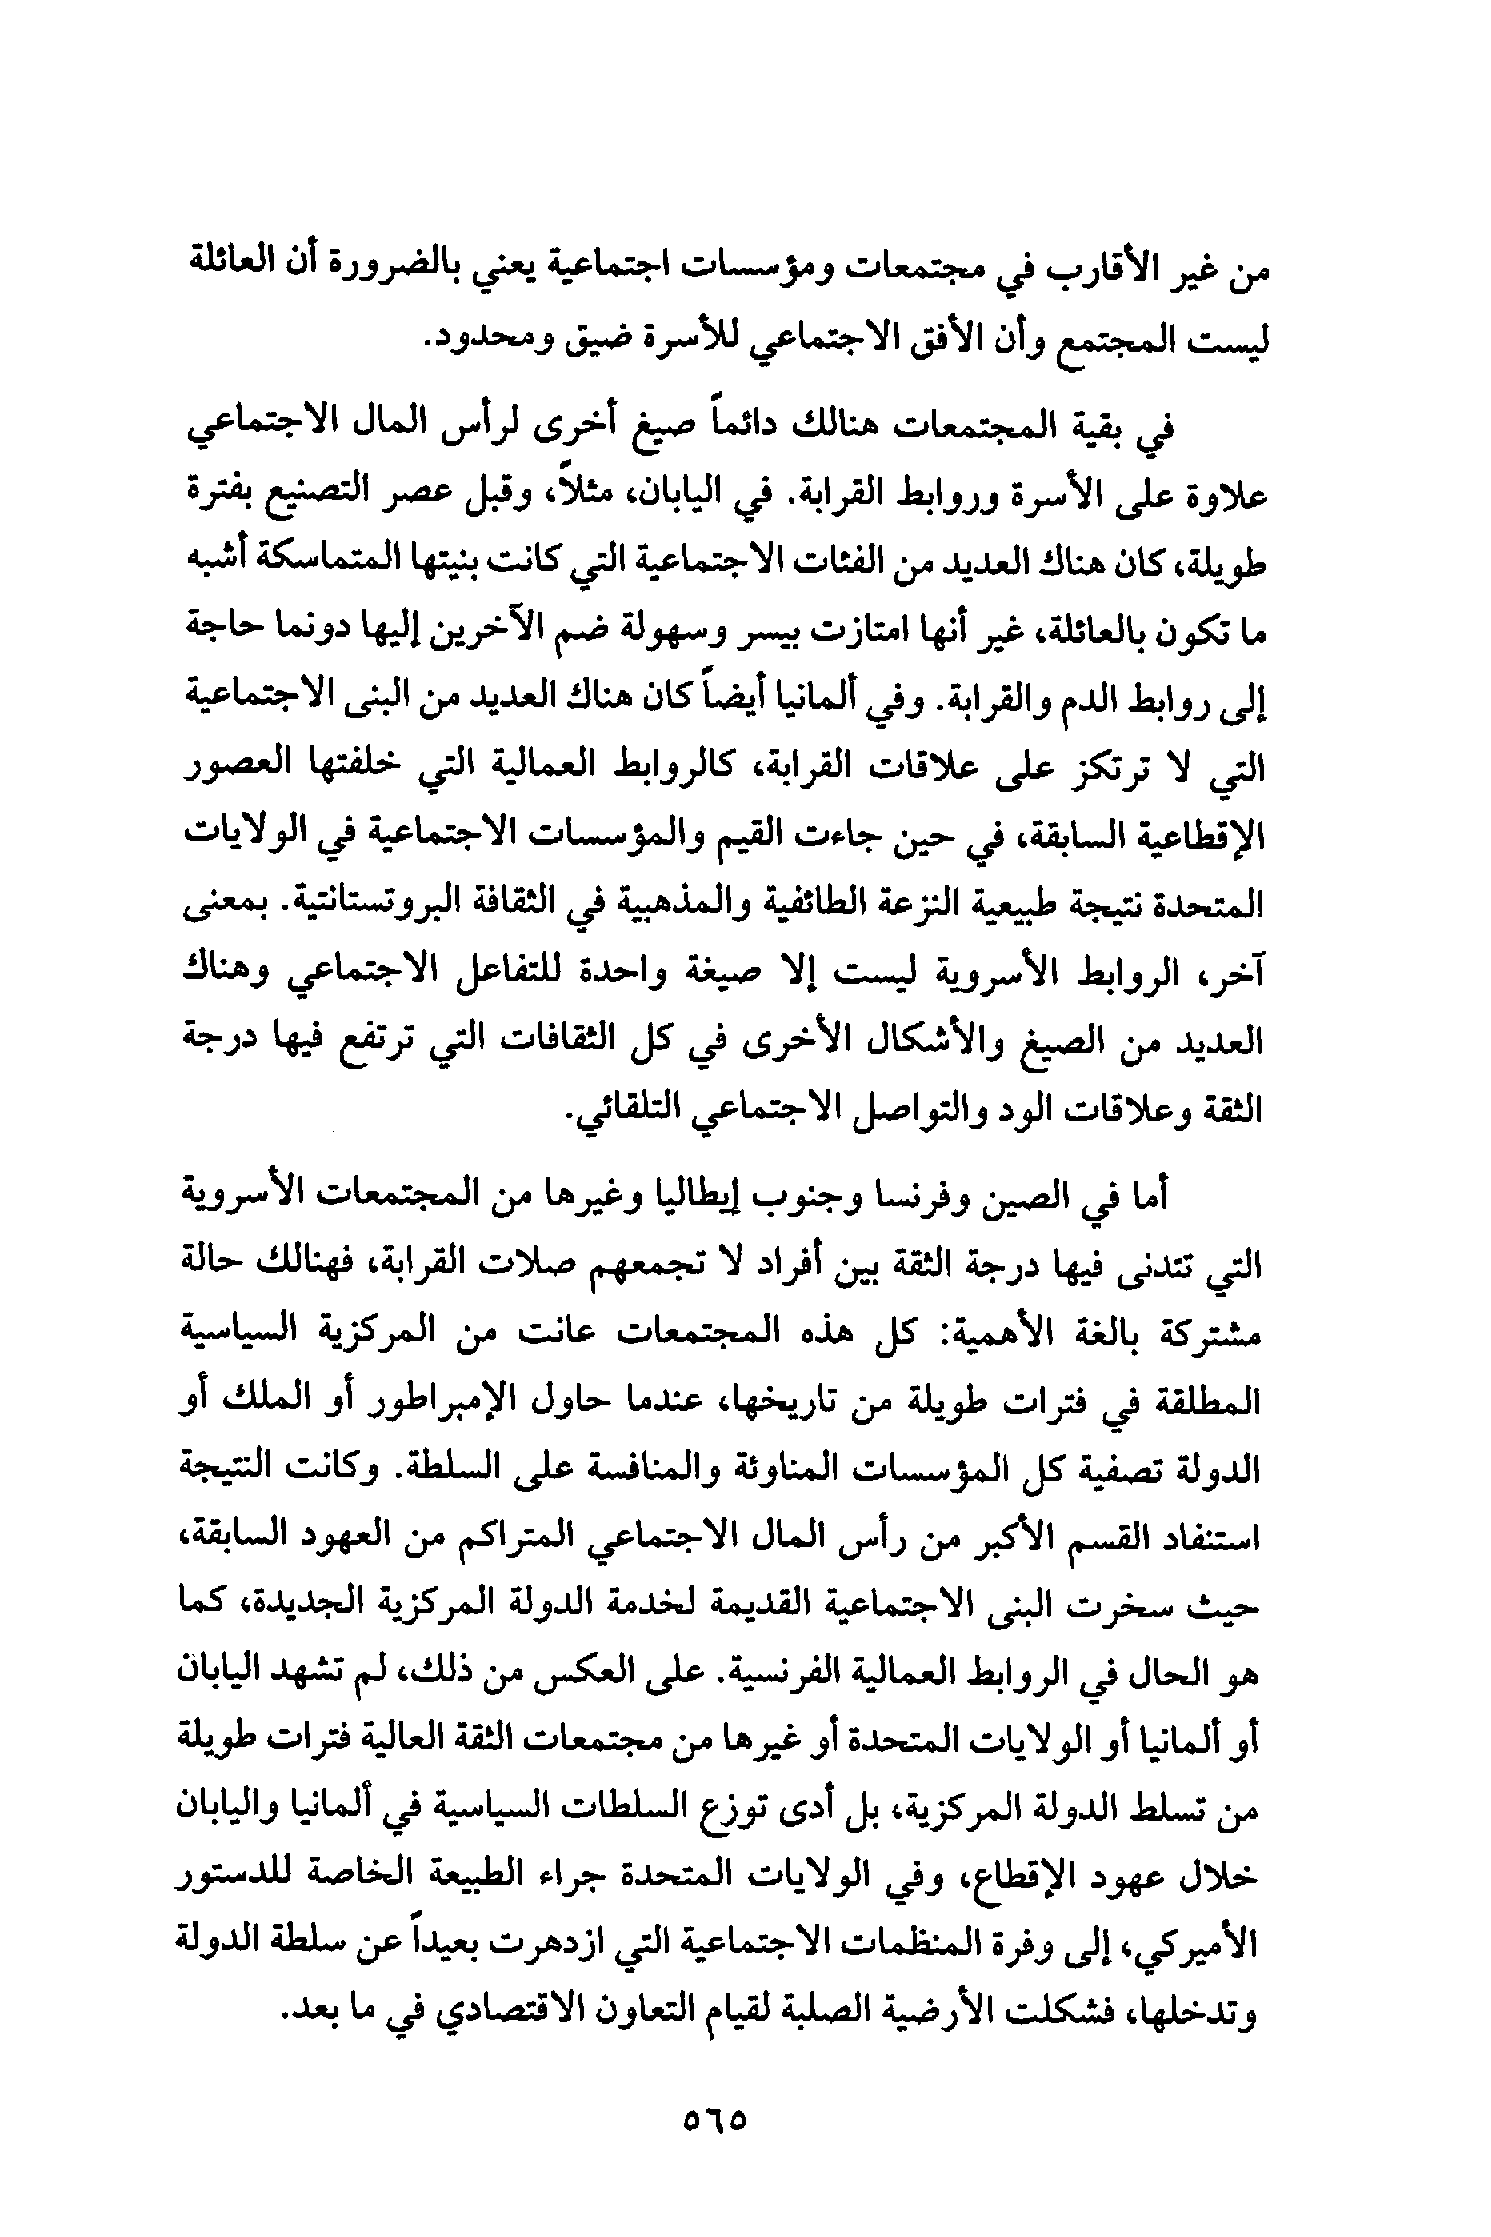 من غير الأقارب في مجتمعات ومؤسسات اجتماعية يعني بالضرورة أن العائلة
ليست المجتمع وأن الأفق الاجتماعي للأسرة ضيق ومحدود.
في بقية المجتمعات هنالك دائماً صيغ أخرى لرأس المال الاجتماعي
علاوة على الأسرة وروابط القرابة. في اليابان، مثلاً، وقبل عصر التصنيع بفترة
طويلة، كان هناك العديد من الفئات الاجتماعية التي كانت بنيتها المتماسكة أشبه
ما تكون بالعائلة، غير أنها امتازت بيسر وسهولة ضم الآخرين إليها دونما حاجة
إلى روابط الدم والقرابة. وفي ألمانيا أيضاً كان هناك العديد من البنى الاجتماعية
التي لا ترتكز على علاقات القرابة، كالروابط العمالية التي خلفتها العصور
الإقطاعية السابقة، في حين جاءت القيم والمؤسسات الاجتماعية في الولايات
المتحدة نتيجة طبيعية النزعة الطائفية والمذهبية في الثقافة البروتستانتية. بمعنى
آخر، الروابط الأسروية ليست إلا صيغة واحدة للتفاعل الاجتماعي وهناك
العديد من الصيغ والأشكال الأخرى في كل الثقافات التي ترتفع فيها درجة
الثقة وعلاقات الود والتواصل الاجتماعي التلقائي.
أما في الصين وفرنسا وجنوب إيطاليا وغيرها من المجتمعات الأسروية
التي تتدنى فيها درجة الثقة بين أفراد لا تجمعهم صلات القرابة، فهنالك حالة
مشتركة بالغة الأهمية: كل هذه المجتمعات عانت من المركزية السياسية
المطلقة في فترات طويلة من تاريخها، عندما حاول الإمبراطور أو الملك أو
الدولة تصفية كل المؤسسات المناوئة والمنافسة على السلطة. وكانت النتيجة
استنفاد القسم الأكبر من رأس المال الاجتماعي المتراكم من العهود السابقة،
حيث سخرت البنى الاجتماعية القديمة لخدمة الدولة المركزية الجديدة، كما
هو الحال في الروابط العمالية الفرنسية. على العكس من ذلك، لم تشهد اليابان
أو ألمانيا أو الولايات المتحدة أو غيرها من مجتمعات الثقة العالية فترات طويلة
من تسلط الدولة المركزية، بل أدى توزع السلطات السياسية في ألمانيا واليابان
خلال عهود الإقطاع، وفي الولايات المتحدة جراء الطبيعة الخاصة للدستور
الأميركي، إلى وفرة المنظمات الاجتماعية التي ازدهرت بعيداً عن سلطة الدولة
وتدخلها، فشكلت الأرضية الصلبة لقيام التعاون الاقتصادي في ما بعد.
٥٦٥